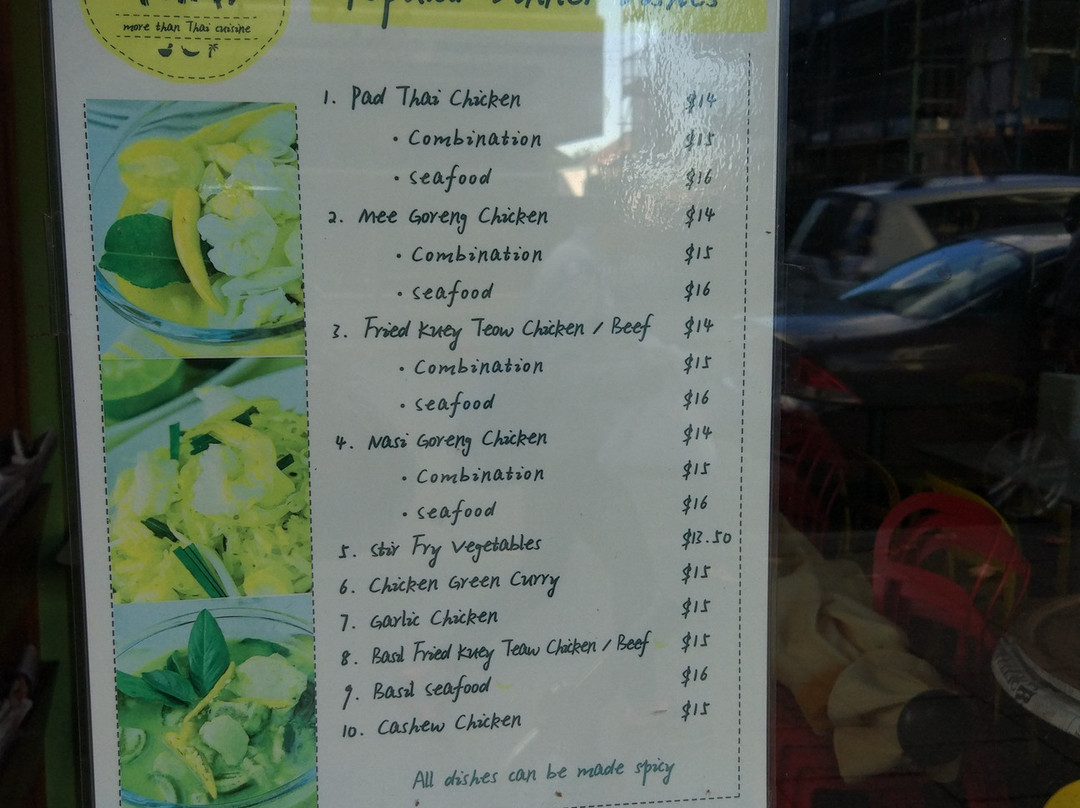 more than Thai cuisine
Popular Dinner Dishes
1. Pad Thai Chicken $14
• Combination $15
• seafood $16
2. Mee Goreng Chicken $14
• Combination $15
• seafood $16
3. Fried Kuey Teow Chicken / Beef $14
• Combination $15
• seafood $16
4. Nasi Goreng Chicken $14
• Combination $15
• seafood $16
5. Stir Fry Vegetables $13.50
6. Chicken Green Curry $15
7. Garlic Chicken $15
8. Basil Fried Kuey Teow Chicken / Beef $15
9. Basil seafood $16
10. Cashew Chicken $15
All dishes can be made spicy